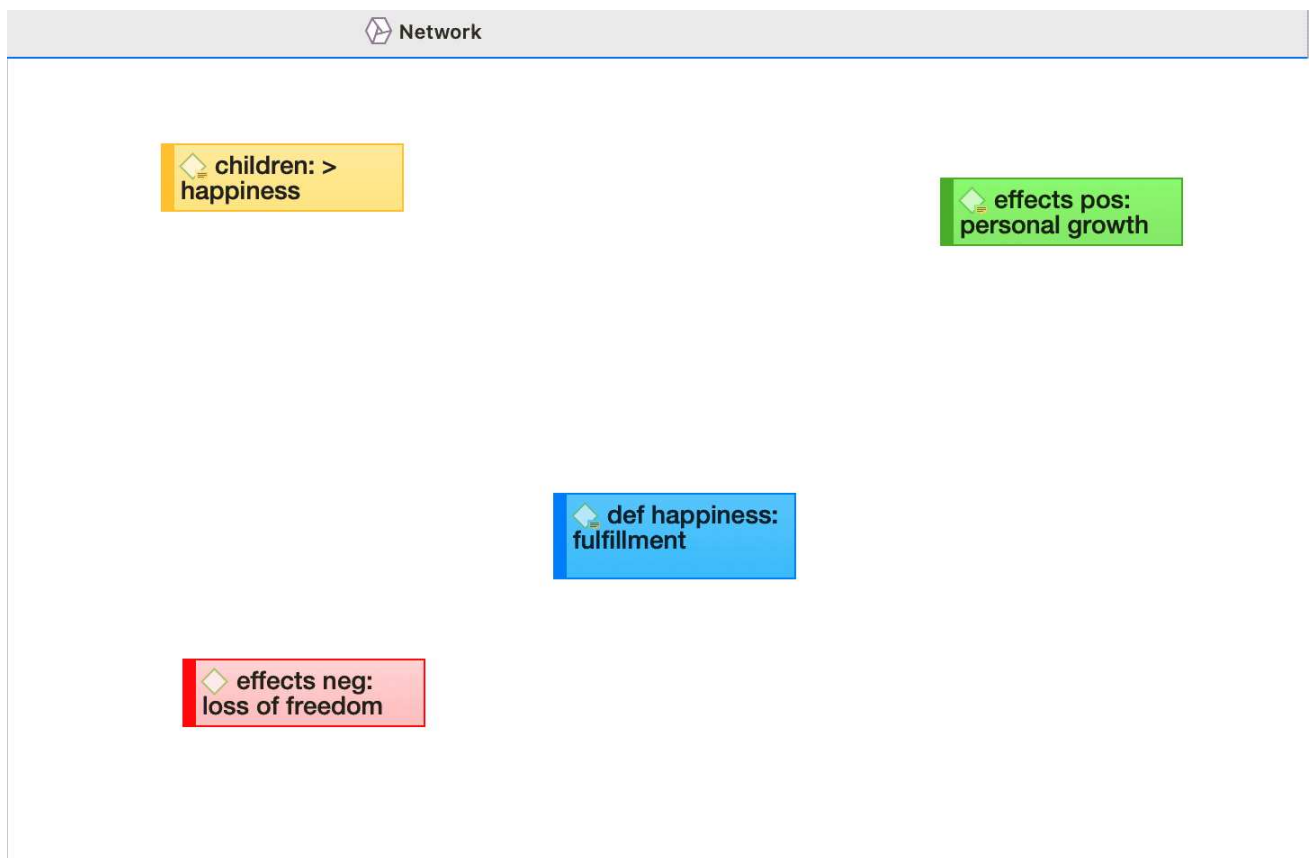 Network
children: >
happiness
effects pos:
personal growth
def happiness:
fulfillment
effects neg:
loss of freedom